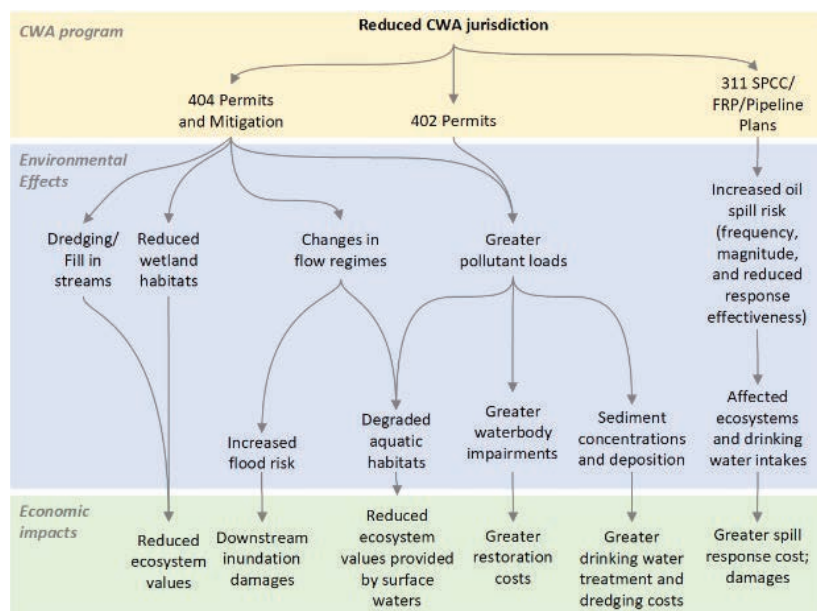 CWA program
Reduced CWA jurisdiction
404 Permits
and Mitigation
402 Permits
311 SPCC/
FRP/Pipeline
Plans
Environmental
Effects
Dredging/
Fill in
streams
Reduced
wetland
habitats
Changes in
flow regimes
Greater
pollutant loads
Increased oil
spill risk
(frequency,
magnitude,
and reduced
response
effectiveness)
Increased
flood risk
Degraded
aquatic
habitats
Greater
waterbody
impairments
Sediment
concentrations
and deposition
Affected
ecosystems
and drinking
water intakes
Economic
impacts
Reduced
ecosystem
values
Downstream
inundation
damages
Reduced
ecosystem
values provided
by surface
waters
Greater
restoration
costs
Greater
drinking water
treatment and
dredging costs
Greater spill
response cost;
damages